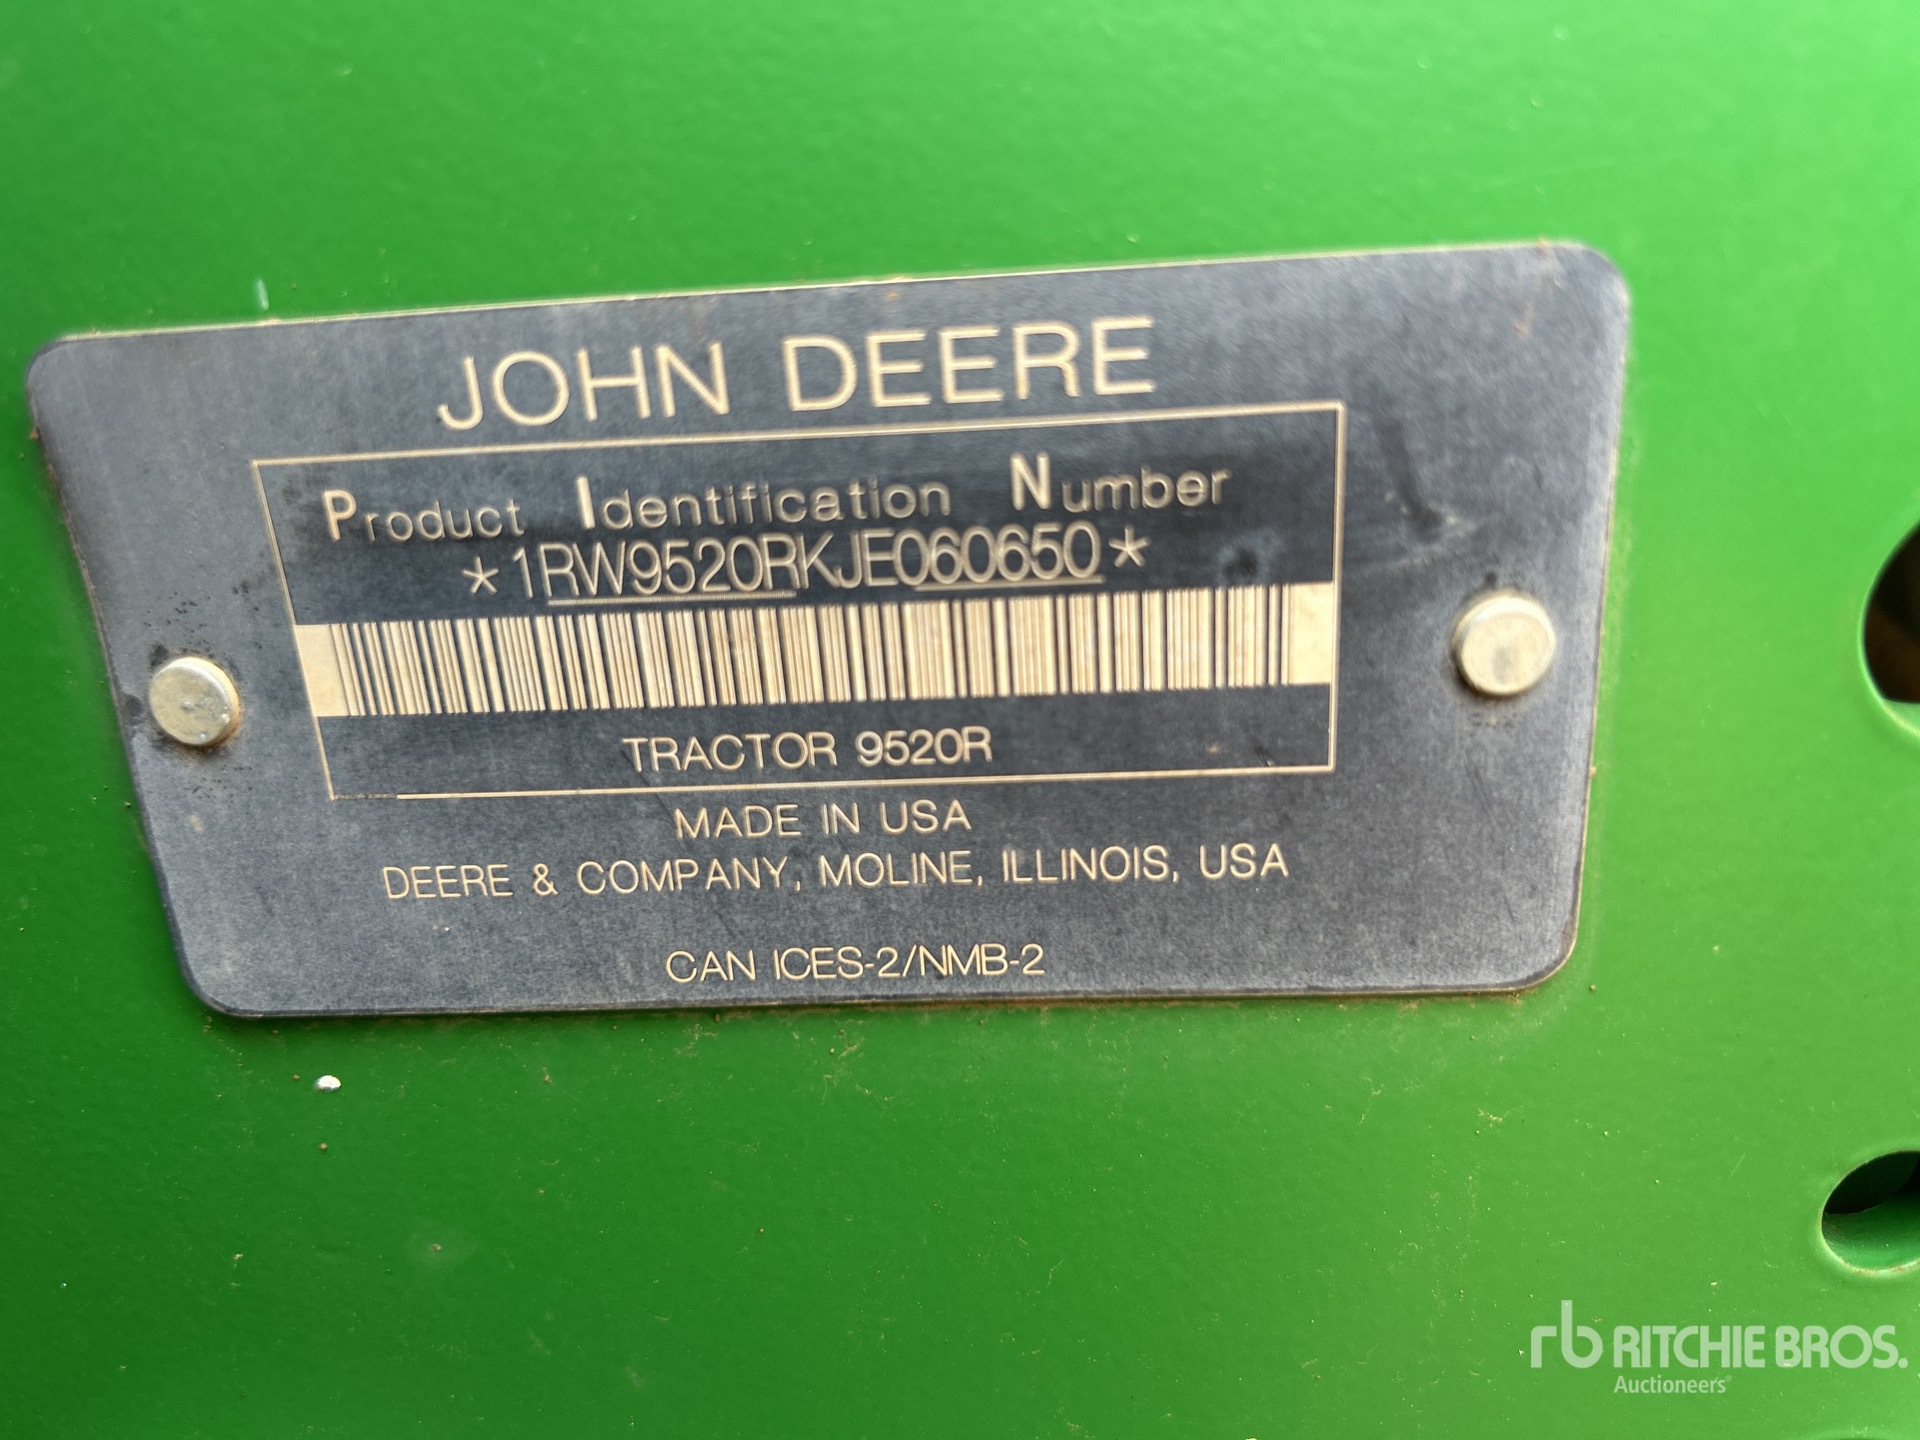 JOHN DEERE
Product Identification Number
*1RW9520RKJE060650*
TRACTOR 9520R
MADE IN USA
DEERE & COMPANY, MOLINE, ILLINOIS, USA
CAN ICES-2/NMB-2
rb RITCHIE BROS.
Auctioneers